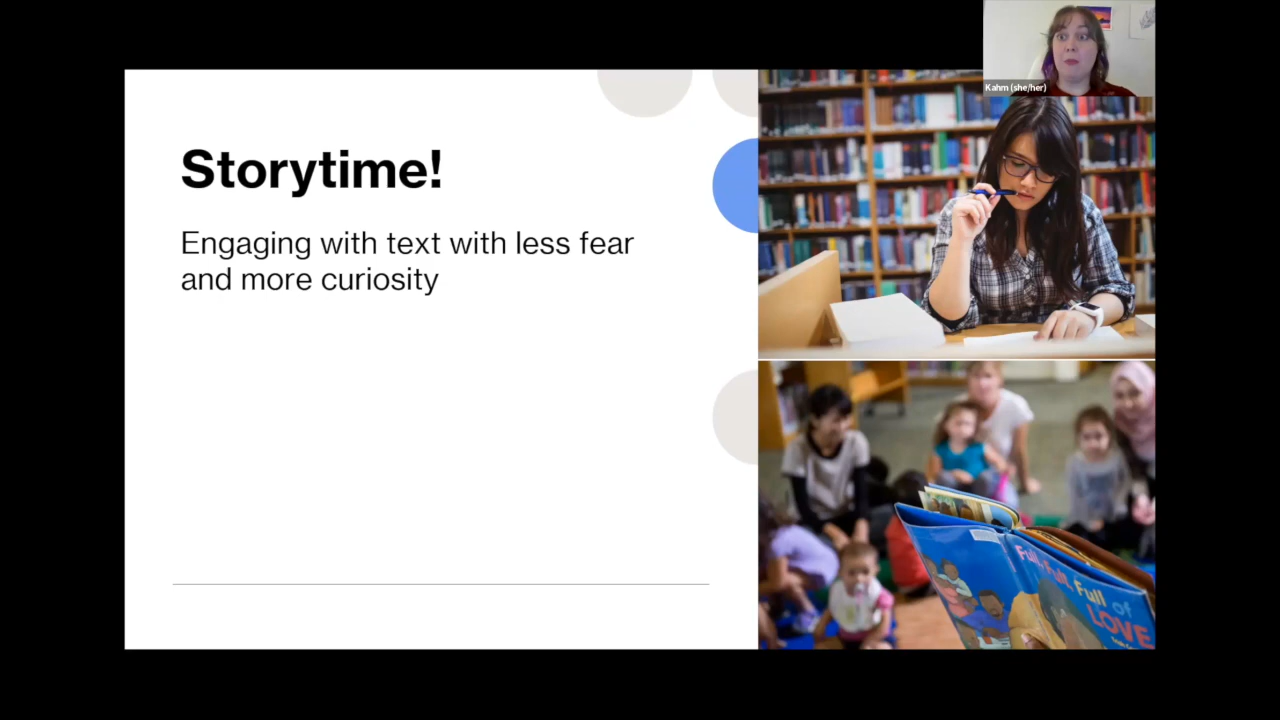 Kahm (she/her)
Storytime!
Engaging with text with less fear
and more curiosity
Full, Full, Full of
LOVE